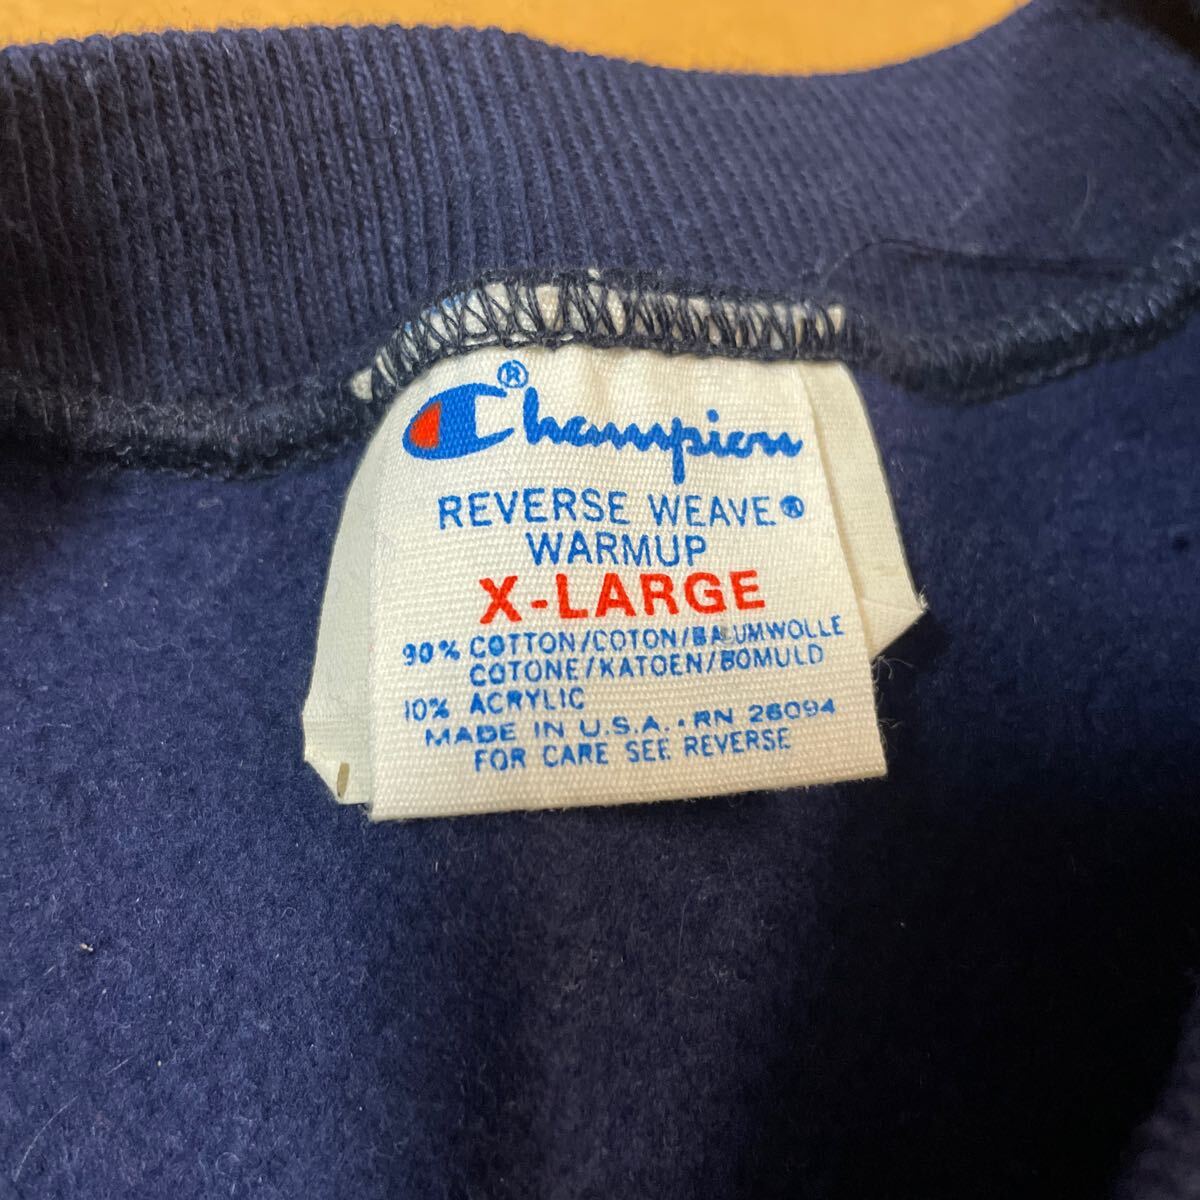 Champion®
REVERSE WEAVE®
WARMUP
X-LARGE
90% COTTON/COTON/BAUMWOLLE
COTONE/KATOEN/BOMULD
10% ACRYLIC
MADE IN U.S.A. · RN 26094
FOR CARE SEE REVERSE